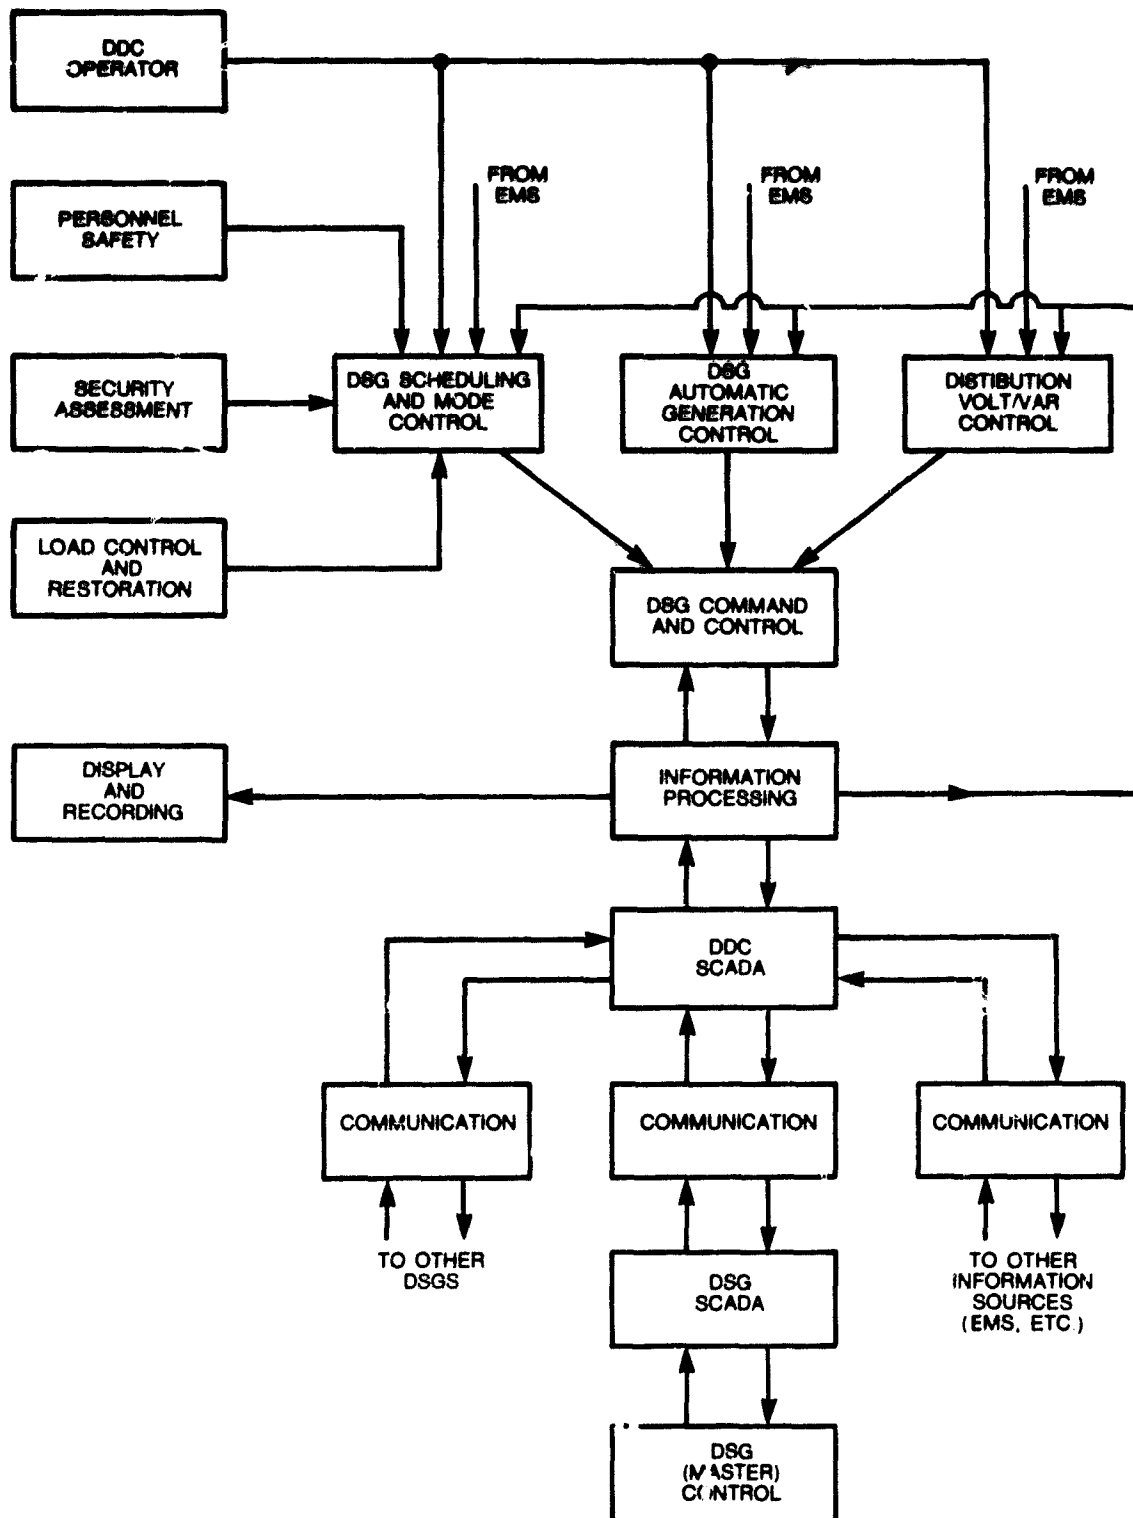 DDC
OPERATOR
FROM
EMS
FROM
EMS
FROM
EMS
PERSONNEL
SAFETY
SECURITY
ASSESSMENT
DSG SCHEDULING
AND MODE
CONTROL
DSG
AUTOMATIC
GENERATION
CONTROL
DISTIBUTION
VOLT/VAR
CONTROL
LOAD CONTROL
AND
RESTORATION
DSG COMMAND
AND CONTROL
DISPLAY
AND
RECORDING
INFORMATION
PROCESSING
DDC
SCADA
COMMUNICATION
COMMUNICATION
COMMUNICATION
TO OTHER
DSGS
DSG
SCADA
TO OTHER
INFORMATION
SOURCES
(EMS, ETC.)
DSG
(MASTER)
CONTROL